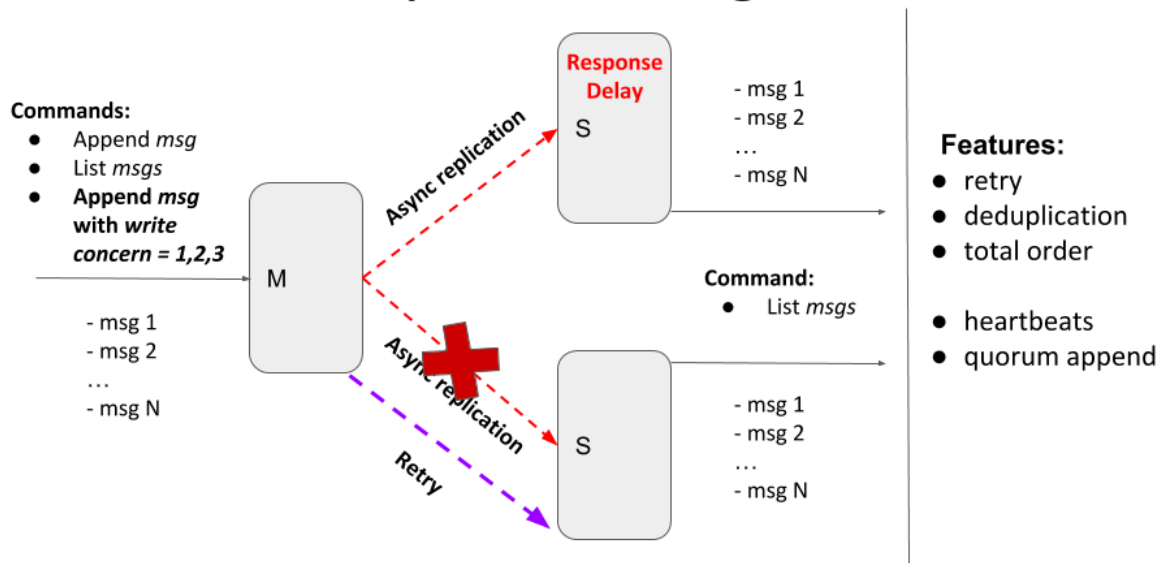 Commands:
● Append msg
● List msgs
● Append msg
with write
concern = 1,2,3
- msg 1
- msg 2
...
- msg N
M
Async replication
Async replication
Retry
Response
Delay
S
- msg 1
- msg 2
...
- msg N
Command:
● List msgs
S
- msg 1
- msg 2
...
- msg N
Features:
● retry
● deduplication
● total order
● heartbeats
● quorum append